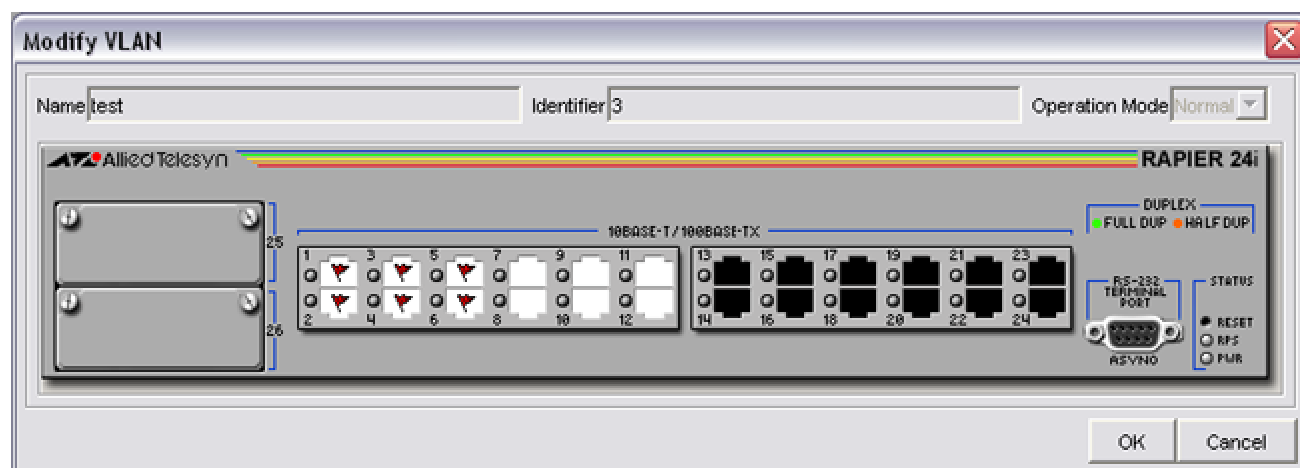 Modify VLAN
Name test Identifier 3 Operation Mode Normal
Allied Telesyn RAPIER 24i
DUPLEX
FULL DUP HALF DUP
10BASE-T/100BASE-TX
25
1 3 5 7 9 11 13 15 17 19 21 23
RS-232 TERMINAL PORT
STATUS
26
2 4 6 8 10 12 14 16 18 20 22 24
RESET
RPS
PWR
ASYN0
OK Cancel